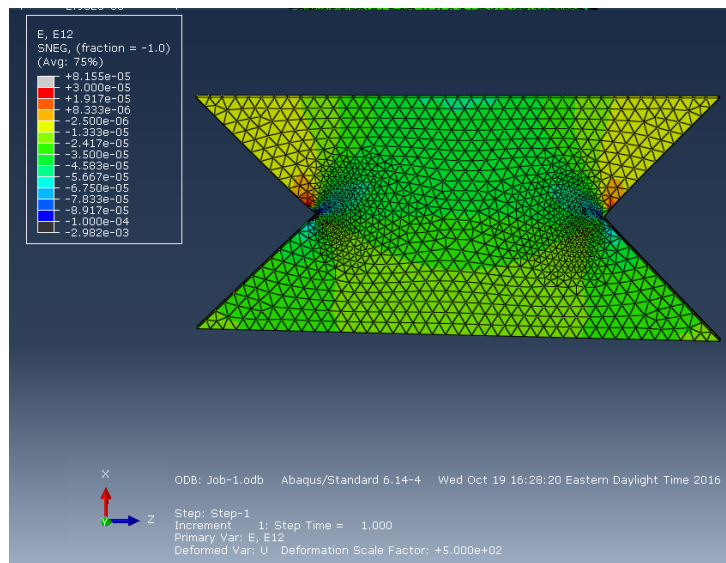 E, E12
SNEG, (fraction = -1.0)
(Avg: 75%)
+8.155e-05
+3.000e-05
+1.917e-05
+8.333e-06
-2.500e-06
-1.333e-05
-2.417e-05
-3.500e-05
-4.583e-05
-5.667e-05
-6.750e-05
-7.833e-05
-8.917e-05
-1.000e-04
-2.982e-03
X
Y
Z
ODB: Job-1.odb Abaqus/Standard 6.14-4 Wed Oct 19 16:28:20 Eastern Daylight Time 2016
Step: Step-1
Increment 1: Step Time = 1.000
Primary Var: E, E12
Deformed Var: U Deformation Scale Factor: +5.000e+02